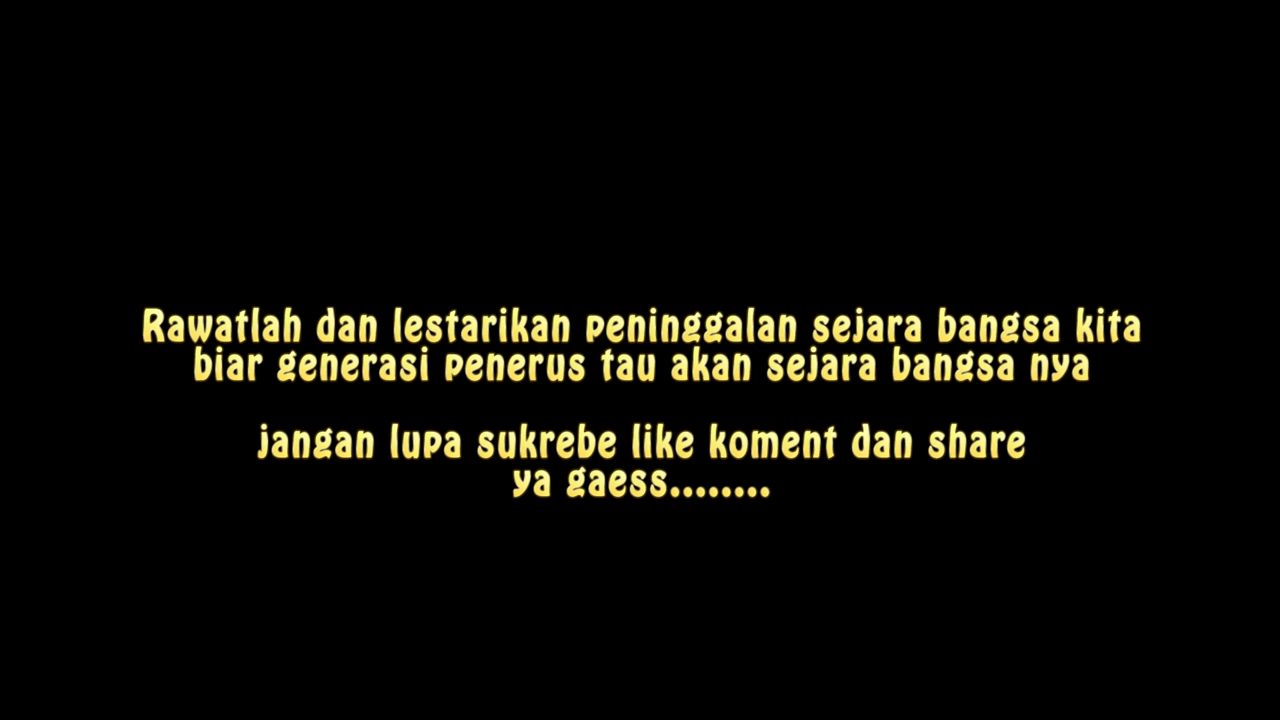 Rawatlah dan lestarikan peninggalan sejara bangsa kita
biar generasi penerus tau akan sejara bangsa nya
jangan lupa sukrebe like koment dan share
ya gaess........